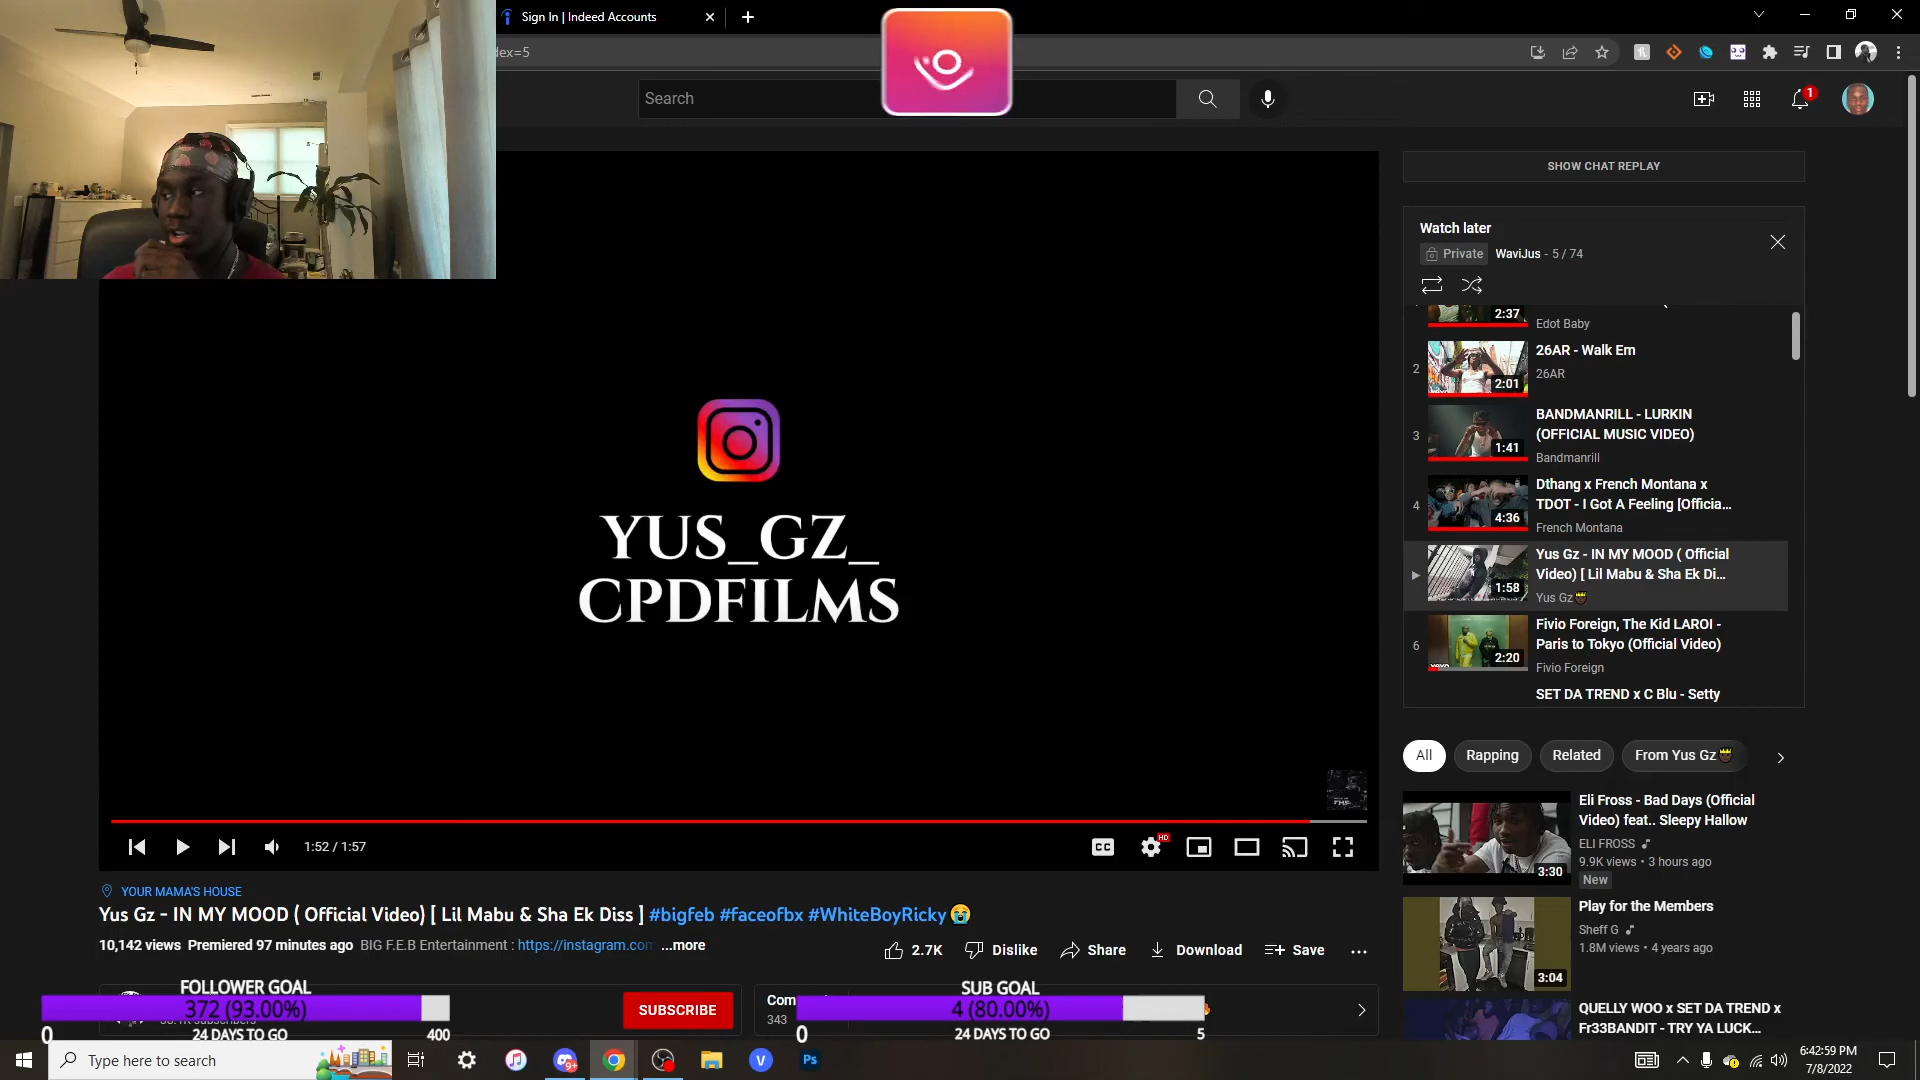 Sign In | Indeed Accounts
dex=5
Search
1
SHOW CHAT REPLAY
Watch later
Private WaviJus - 5 / 74
2:37
Edot Baby
2
2:01
26AR - Walk Em
26AR
3
1:41
BANDMANRILL - LURKIN
(OFFICIAL MUSIC VIDEO)
Bandmanrill
4
4:36
Dthang x French Montana x
TDOT - I Got A Feeling [Officia...
French Montana
1:58
Yus Gz - IN MY MOOD ( Official
Video) [ Lil Mabu & Sha Ek Di...
Yus Gz
6
2:20
Fivio Foreign, The Kid LAROI -
Paris to Tokyo (Official Video)
Fivio Foreign
SET DA TREND x C Blu - Setty
YUS_GZ_
CPDFILMS
1:52 / 1:57
CC
HD
All
Rapping
Related
From Yus Gz
YOUR MAMA'S HOUSE
Yus Gz - IN MY MOOD ( Official Video) [ Lil Mabu & Sha Ek Diss ] #bigfeb #faceofbx #WhiteBoyRicky😭
10,142 views Premiered 97 minutes ago BIG F.E.B Entertainment : https://instagram.com ...more
2.7K
Dislike
Share
Download
Save
3:30
Eli Fross - Bad Days (Official
Video) feat.. Sleepy Hallow
ELI FROSS
9.9K views • 3 hours ago
New
3:04
Play for the Members
Sheff G
1.8M views • 4 years ago
QUELLY WOO x SET DA TREND x
Fr33BANDIT - TRY YA LUCK...
FOLLOWER GOAL
372 (93.00%)
0
24 DAYS TO GO
400
SUBSCRIBE
Com
343
SUB GOAL
4 (80.00%)
0
24 DAYS TO GO
5
Type here to search
9+
V
Ps
6:42:59 PM
7/8/2022